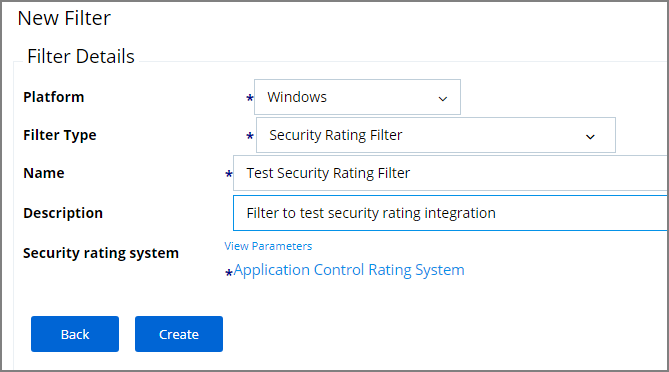 New Filter
Filter Details
Platform * Windows
Filter Type * Security Rating Filter
Name * Test Security Rating Filter
Description Filter to test security rating integration
View Parameters
Security rating system
*Application Control Rating System
Back Create